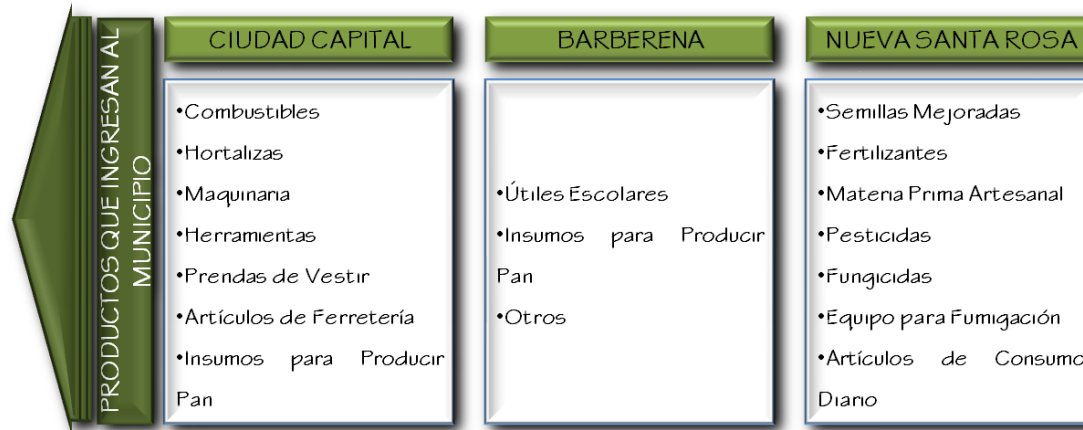 PRODUCTOS QUE INGRESAN AL
MUNICIPIO
CIUDAD CAPITAL
•Combustibles
•Hortalizas
•Maquinaria
•Herramientas
•Prendas de Vestir
•Artículos de Ferretería
•Insumos para Producir
Pan
BARBERENA
•Útiles Escolares
•Insumos para Producir
Pan
•Otros
NUEVA SANTA ROSA
•Semillas Mejoradas
•Fertilizantes
•Materia Prima Artesanal
•Pesticidas
•Fungicidas
•Equipo para Fumigación
•Artículos de Consumo
Diario